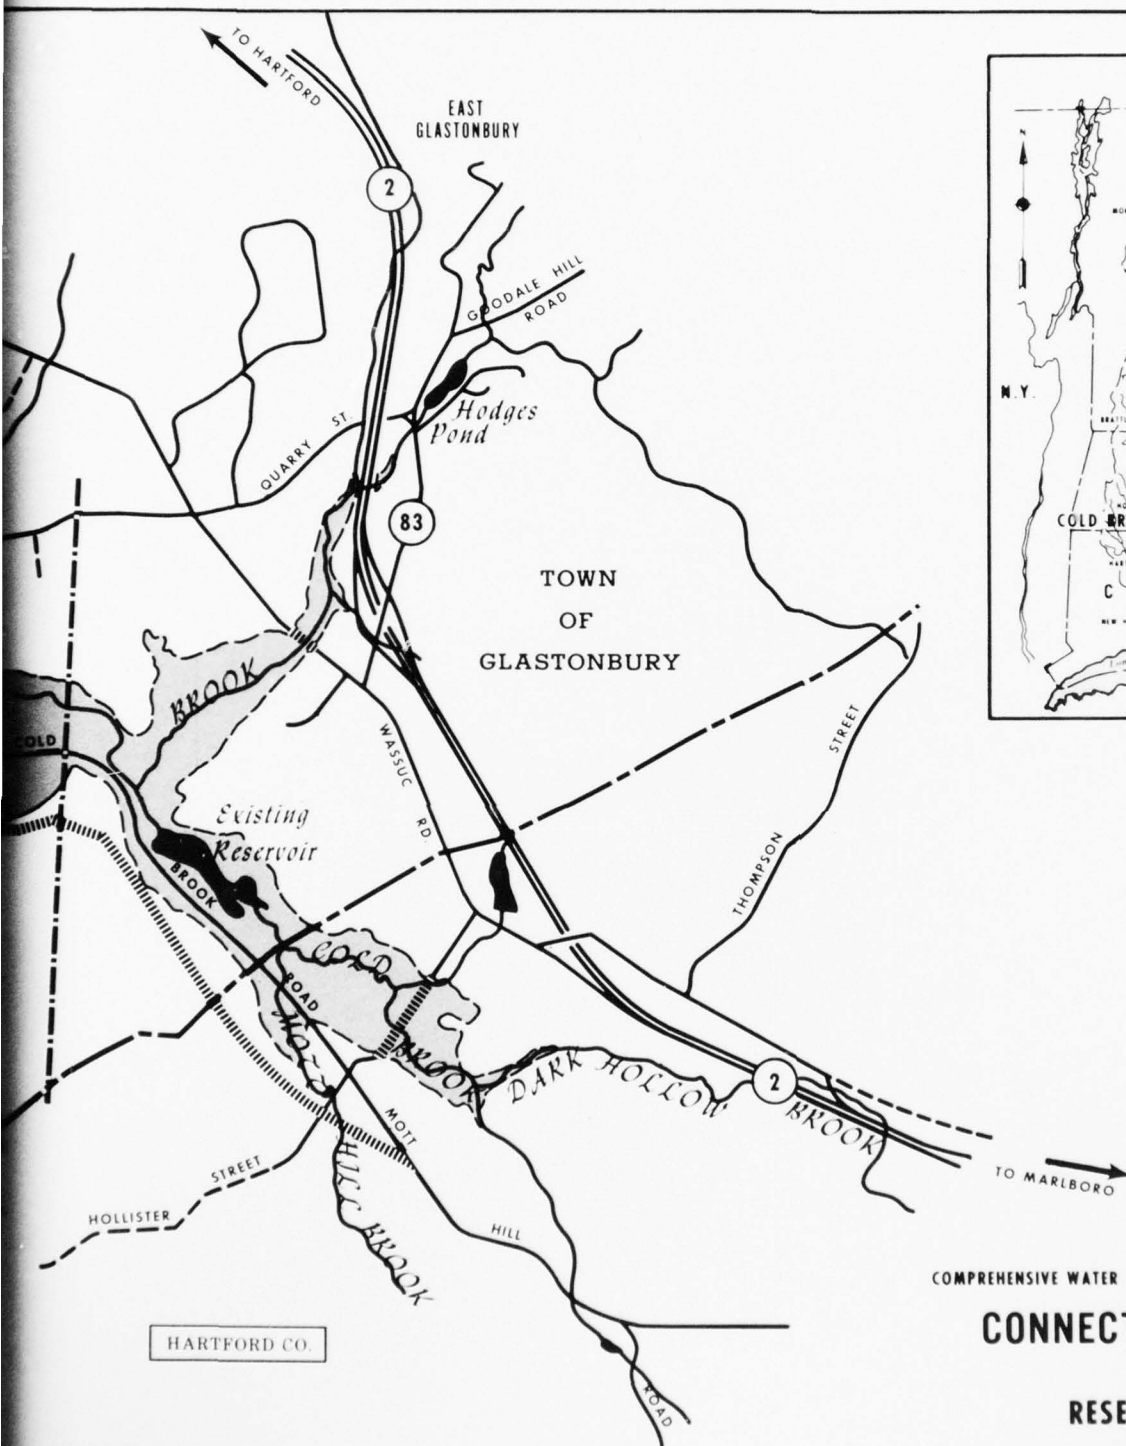 TO HARTFORD
EAST
GLASTONBURY
2
N
GOODALE HILL
ROAD
N.Y.
Hodges
Pond
QUARRY ST.
83
COLD BR
C
TOWN
OF
GLASTONBURY
BROOK
COLD
WASSUC
RD.
STREET
THOMPSON
Existing
Reservoir
BROOK
COLD
ROAD
MOTT
BROOK
DARK HOLLOW
BROOK
2
MOTT
STREET
HOLLISTER
HILL BROOK
HILL
TO MARLBORO
ROAD
HARTFORD CO.
COMPREHENSIVE WATER
CONNECT
RESE